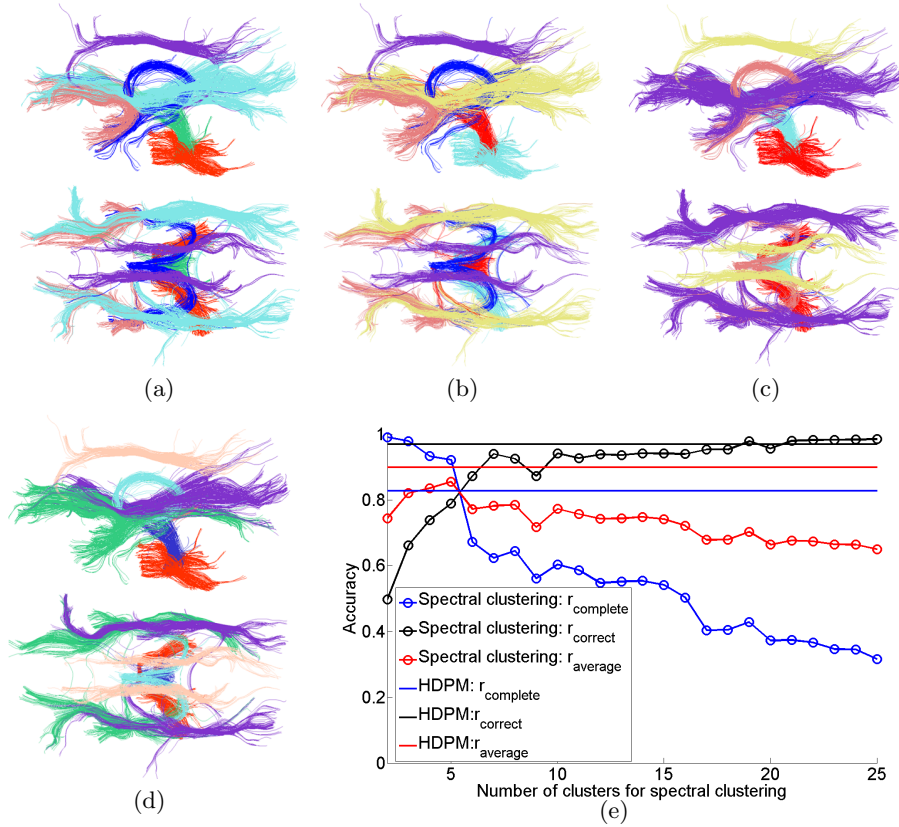 (a)
(b)
(c)
(d)
1
0.8
0.6
0.4
0.2
0
Accuracy
Spectral clustering: r_complete
Spectral clustering: r_correct
Spectral clustering: r_average
HDPM: r_complete
HDPM:r_correct
HDPM:r_average
5
10
15
20
25
Number of clusters for spectral clustering
(e)